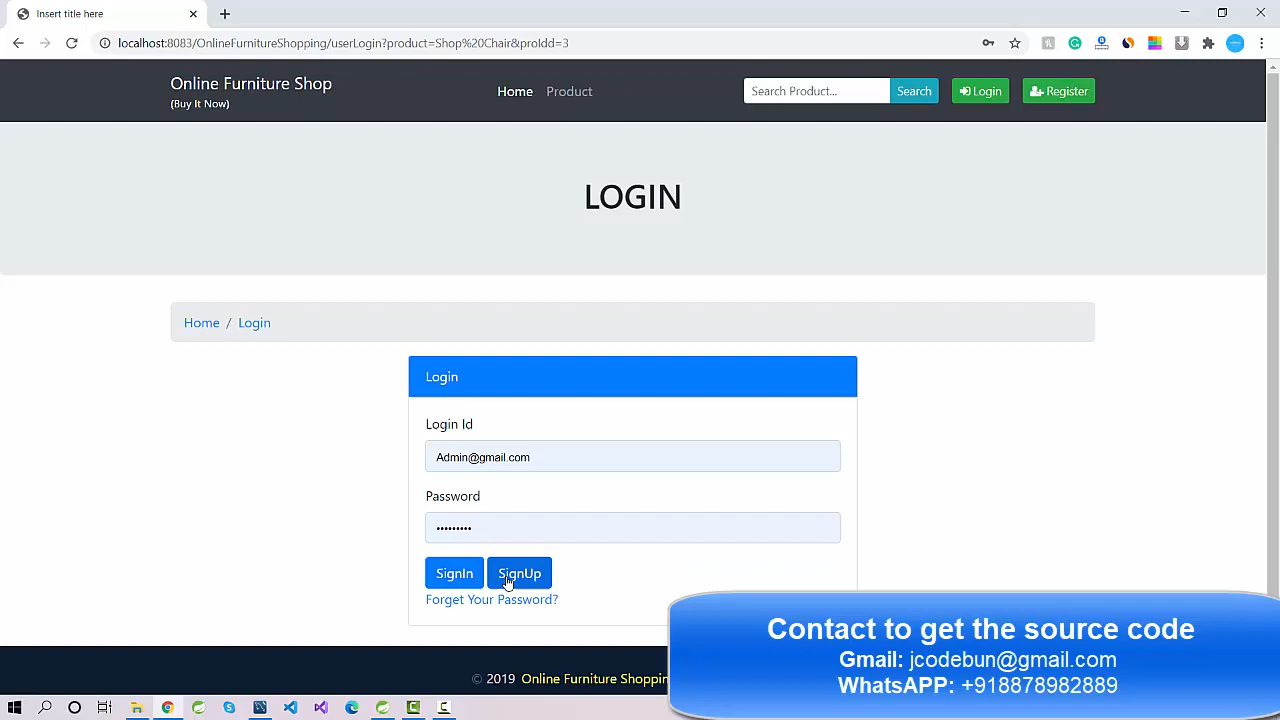 Insert title here
localhost:8083/OnlineFurnitureShopping/userLogin?product=Shoe%20Chair&proIdd=3
Online Furniture Shop
(Buy It Now)
Home
Product
Search Product...
Search
Login
Register
LOGIN
Home / Login
Login
Login Id
Admin@gmail.com
Password
•••••••••
SignIn
SignUp
Forget Your Password?
© 2019 Online Furniture Shoppin
Contact to get the source code
Gmail: jcodebun@gmail.com
WhatsAPP: +918878982889